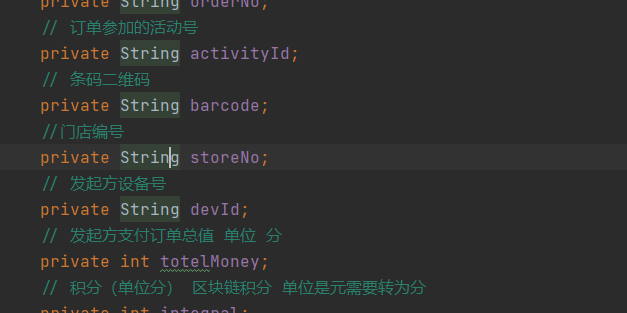 private String orderNo;
// 订单参加的活动号
private String activityId;
// 条码二维码
private String barcode;
//门店编号
private String storeNo;
// 发起方设备号
private String devId;
// 发起方支付订单总值 单位 分
private int totelMoney;
// 积分（单位分） 区块链积分 单位是元需要转为分
private int integral;